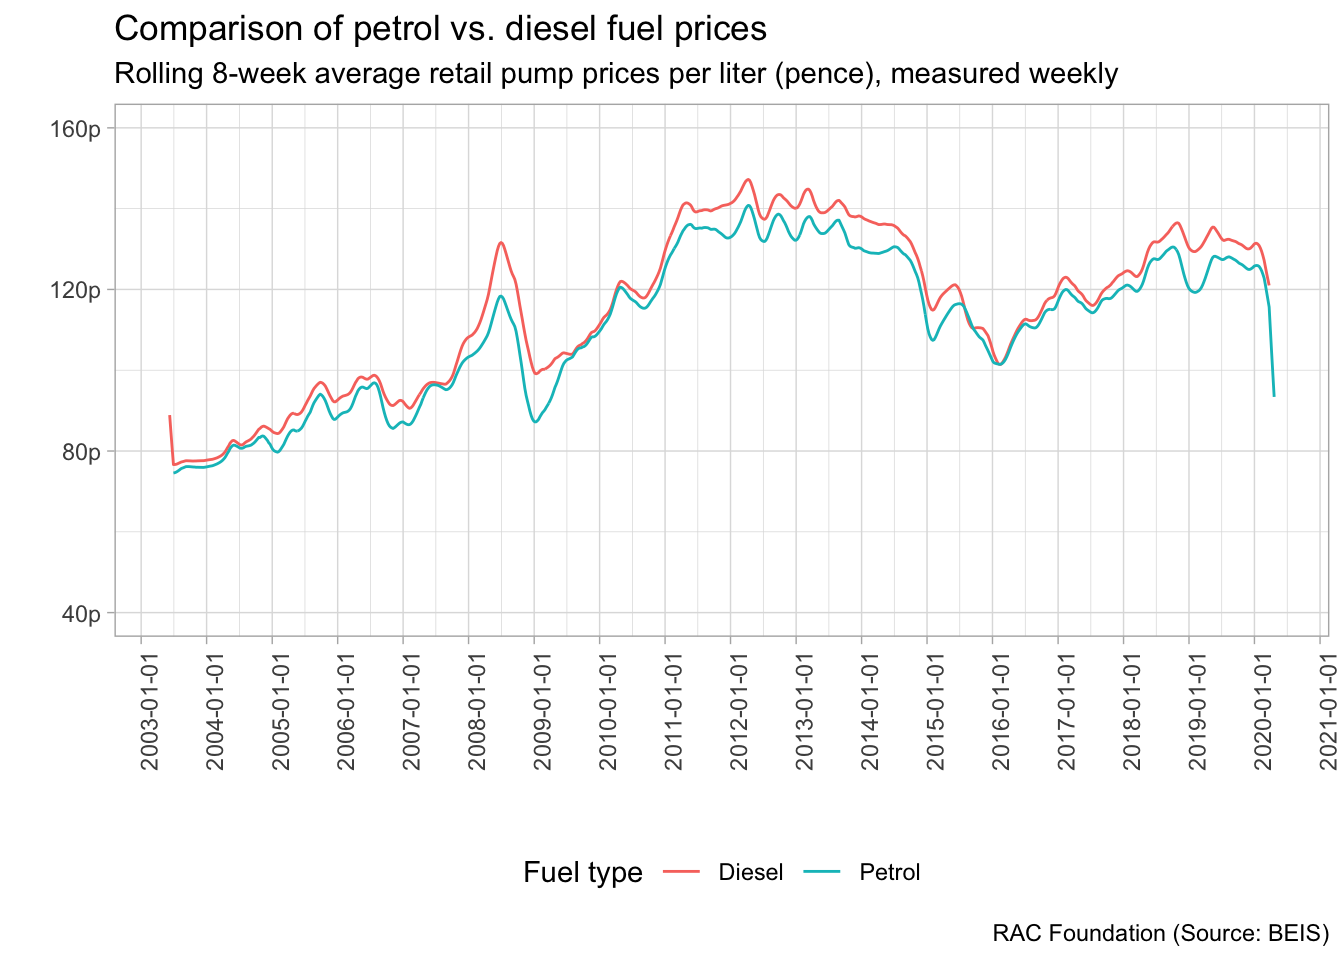 Comparison of petrol vs. diesel fuel prices
Rolling 8-week average retail pump prices per liter (pence), measured weekly
160p
120p
80p
40p
2003-01-01
2004-01-01
2005-01-01
2006-01-01
2007-01-01
2008-01-01
2009-01-01
2010-01-01
2011-01-01
2012-01-01
2013-01-01
2014-01-01
2015-01-01
2016-01-01
2017-01-01
2018-01-01
2019-01-01
2020-01-01
2021-01-01
Fuel type Diesel Petrol
RAC Foundation (Source: BEIS)